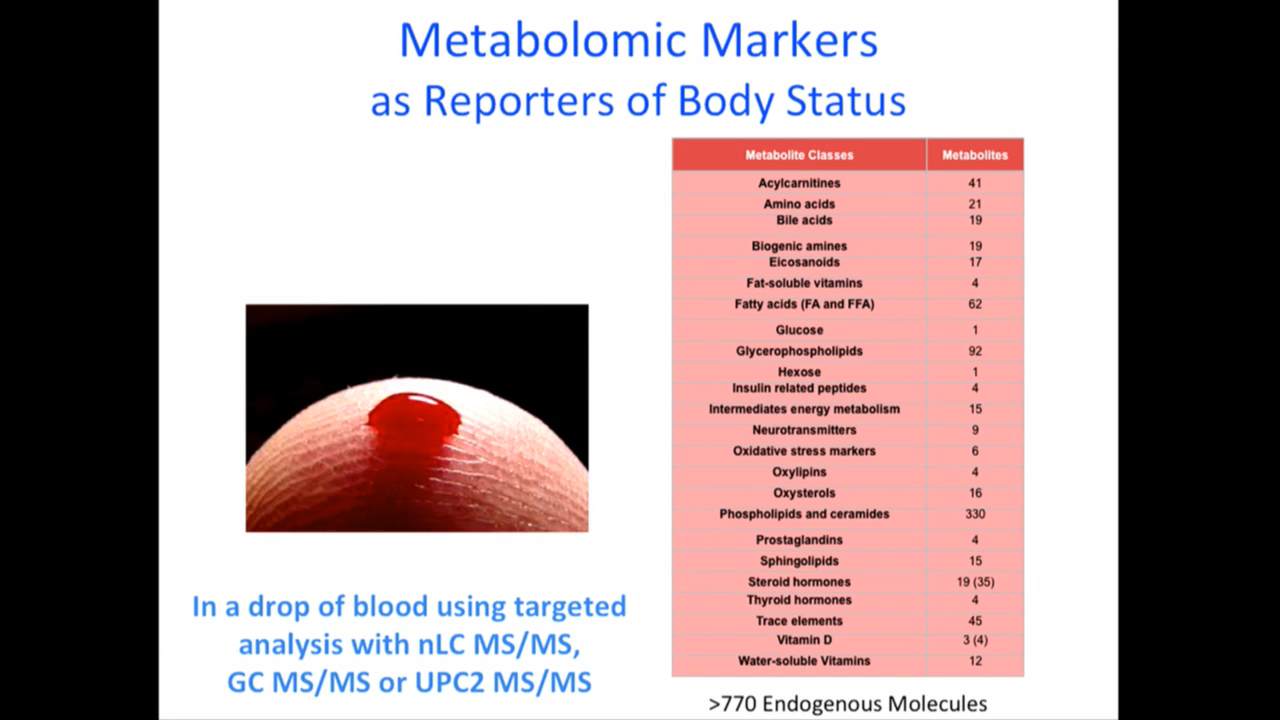 Metabolomic Markers
as Reporters of Body Status
Metabolite Classes Metabolites
Acylcarnitines 41
Amino acids 21
Bile acids 19
Biogenic amines 19
Eicosanoids 17
Fat-soluble vitamins 4
Fatty acids (FA and FFA) 62
Glucose 1
Glycerophospholipids 92
Hexose 1
Insulin related peptides 4
Intermediates energy metabolism 15
Neurotransmitters 9
Oxidative stress markers 6
Oxylipins 4
Oxysterols 16
Phospholipids and ceramides 330
Prostaglandins 4
Sphingolipids 15
Steroid hormones 19 (35)
Thyroid hormones 4
Trace elements 45
Vitamin D 3 (4)
Water-soluble Vitamins 12
>770 Endogenous Molecules
In a drop of blood using targeted
analysis with nLC MS/MS,
GC MS/MS or UPC2 MS/MS